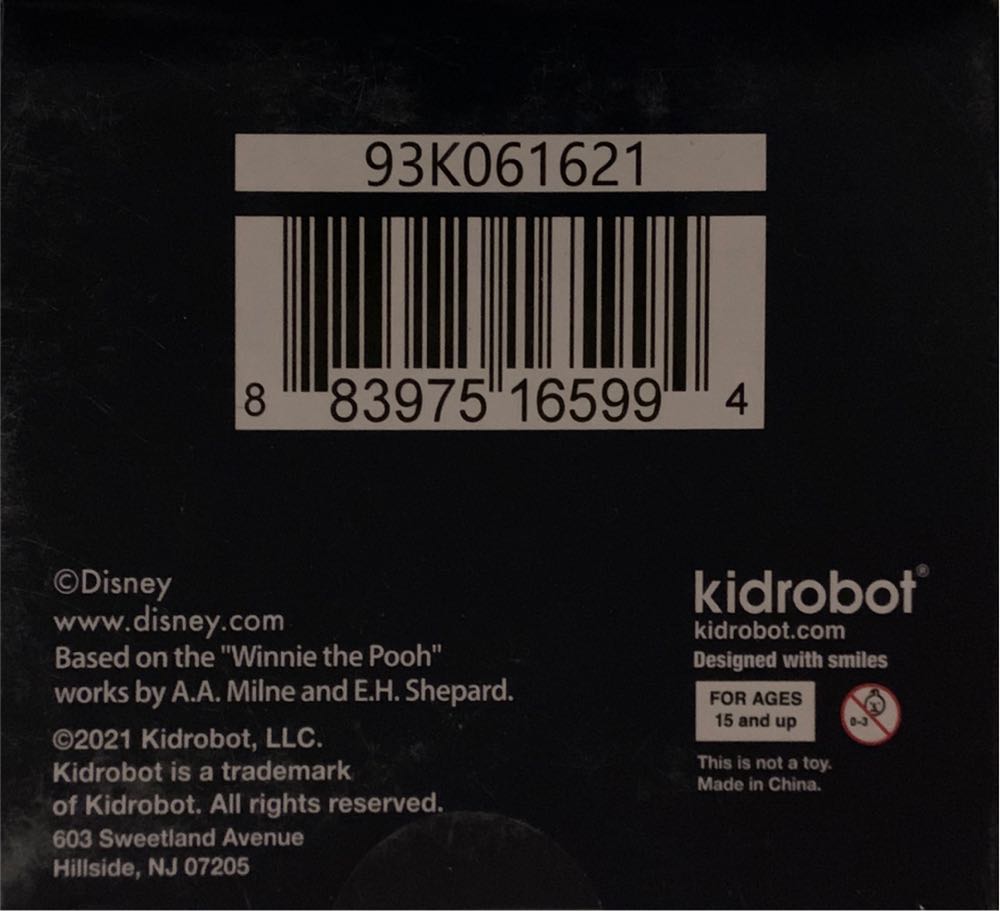 93K061621
8 83975 16599 4
©Disney
www.disney.com
Based on the "Winnie the Pooh"
works by A.A. Milne and E.H. Shepard.
©2021 Kidrobot, LLC.
Kidrobot is a trademark
of Kidrobot. All rights reserved.
603 Sweetland Avenue
Hillside, NJ 07205
kidrobot®
kidrobot.com
Designed with smiles
FOR AGES
15 and up
0-3
This is not a toy.
Made in China.